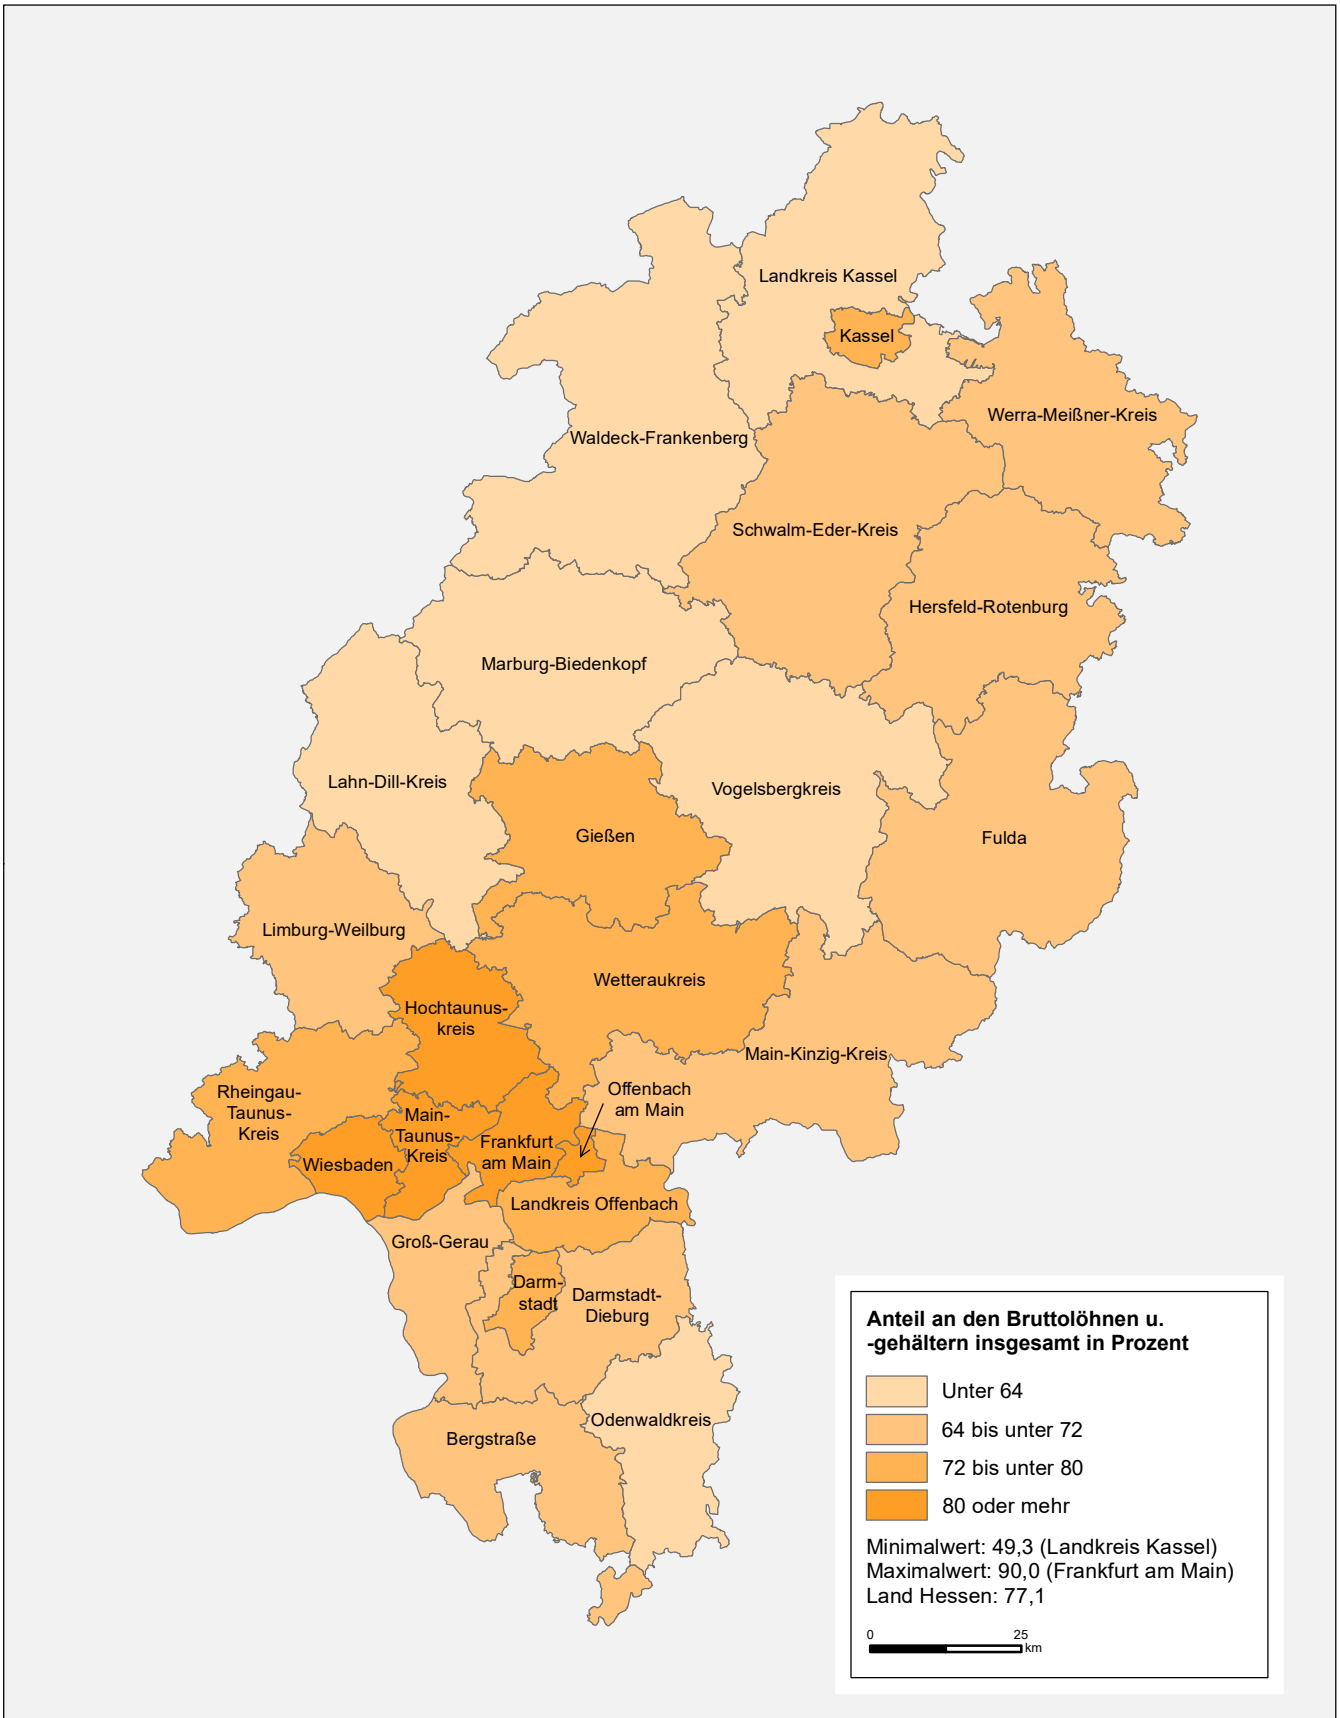 Landkreis Kassel
Kassel
Werra-Meißner-Kreis
Waldeck-Frankenberg
Schwalm-Eder-Kreis
Hersfeld-Rotenburg
Marburg-Biedenkopf
Lahn-Dill-Kreis
Vogelsbergkreis
Gießen
Fulda
Limburg-Weilburg
Wetteraukreis
Hochtaunus-
kreis
Main-Kinzig-Kreis
Rheingau-
Taunus-
Kreis
Offenbach
am Main
Main-
Taunus-
Kreis
Frankfurt
am Main
Wiesbaden
Landkreis Offenbach
Groß-Gerau
Darm-
stadt
Darmstadt-
Dieburg
Odenwaldkreis
Bergstraße
Anteil an den Bruttolöhnen u.
-gehältern insgesamt in Prozent
Unter 64
64 bis unter 72
72 bis unter 80
80 oder mehr
Minimalwert: 49,3 (Landkreis Kassel)
Maximalwert: 90,0 (Frankfurt am Main)
Land Hessen: 77,1
0 25
km